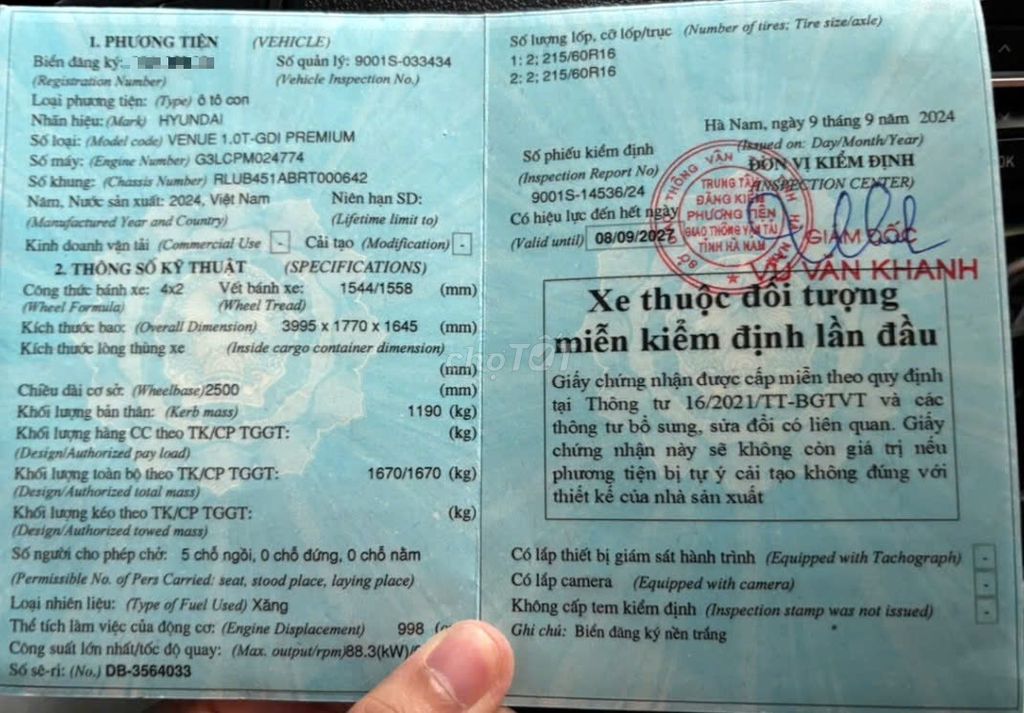 1. PHƯƠNG TIỆN (VEHICLE)
Biển đăng ký:
(Registration Number)
Số quản lý: 9001S-033434
(Vehicle Inspection No.)
Loại phương tiện: (Type) ô tô con
Nhãn hiệu: (Mark) HYUNDAI
Số loại: (Model code) VENUE 1.0T-GDI PREMIUM
Số máy: (Engine Number) G3LCPM024774
Số khung: (Chassis Number) RLUB451ABRT000642
Năm, Nước sản xuất: 2024, Việt Nam Niên hạn SD:
(Manufactured Year and Country) (Lifetime limit to)
Kinh doanh vận tải (Commercial Use - Cải tạo (Modification) -
2. THÔNG SỐ KỸ THUẬT (SPECIFICATIONS)
Công thức bánh xe: 4x2 Vết bánh xe: 1544/1558 (mm)
(Wheel Formula) (Wheel Tread)
Kích thước bao: (Overall Dimension) 3995 x 1770 x 1645 (mm)
Kích thước lòng thùng xe (Inside cargo container dimension)
(mm)
Chiều dài cơ sở: (Wheelbase)2500 (mm)
Khối lượng bản thân: (Kerb mass) 1190 (kg)
Khối lượng hàng CC theo TK/CP TGGT: (kg)
(Design/Authorized pay load)
Khối lượng toàn bộ theo TK/CP TGGT: 1670/1670 (kg)
(Design/Authorized total mass)
Khối lượng kéo theo TK/CP TGGT: (kg)
(Design/Authorized towed mass)
Số người cho phép chở: 5 chỗ ngồi, 0 chỗ đứng, 0 chỗ nằm
(Permissible No. of Pers Carried: seat, stood place, laying place)
Loại nhiên liệu: (Type of Fuel Used) Xăng
Thể tích làm việc của động cơ: (Engine Displacement) 998
Công suất lớn nhất/tốc độ quay: (Max. output/rpm)88.3(kW)/
Số sê-ri: (No.) DB-3564033
Số lượng lốp, cỡ lốp/trục (Number of tires; Tire size/axle)
1: 2; 215/60R16
2: 2; 215/60R16
Hà Nam, ngày 9 tháng 9 năm 2024
(Issued on: Day/Month/Year)
Số phiếu kiểm định
(Inspection Report No)
9001S-14536/24
ĐƠN VỊ KIỂM ĐỊNH
(INSPECTION CENTER)
Có hiệu lực đến hết ngày
(Valid until) 08/09/2027
TRUNG TÂM
ĐĂNG KIỂM
PHƯƠNG TIỆN
GIAO THÔNG VẬN TẢI
TỈNH HÀ NAM
GIÁM ĐỐC
VŨ VĂN KHANH
Xe thuộc đối tượng
miễn kiểm định lần đầu
Giấy chứng nhận được cấp miễn theo quy định
tại Thông tư 16/2021/TT-BGTVT và các
thông tư bổ sung, sửa đổi có liên quan. Giấy
chứng nhận này sẽ không còn giá trị nếu
phương tiện bị tự ý cải tạo không đúng với
thiết kế của nhà sản xuất
chợTỐT
Có lắp thiết bị giám sát hành trình (Equipped with Tachograph) -
Có lắp camera (Equipped with camera) -
Không cấp tem kiểm định (Inspection stamp was not issued) -
Ghi chú: Biển đăng ký nền trắng